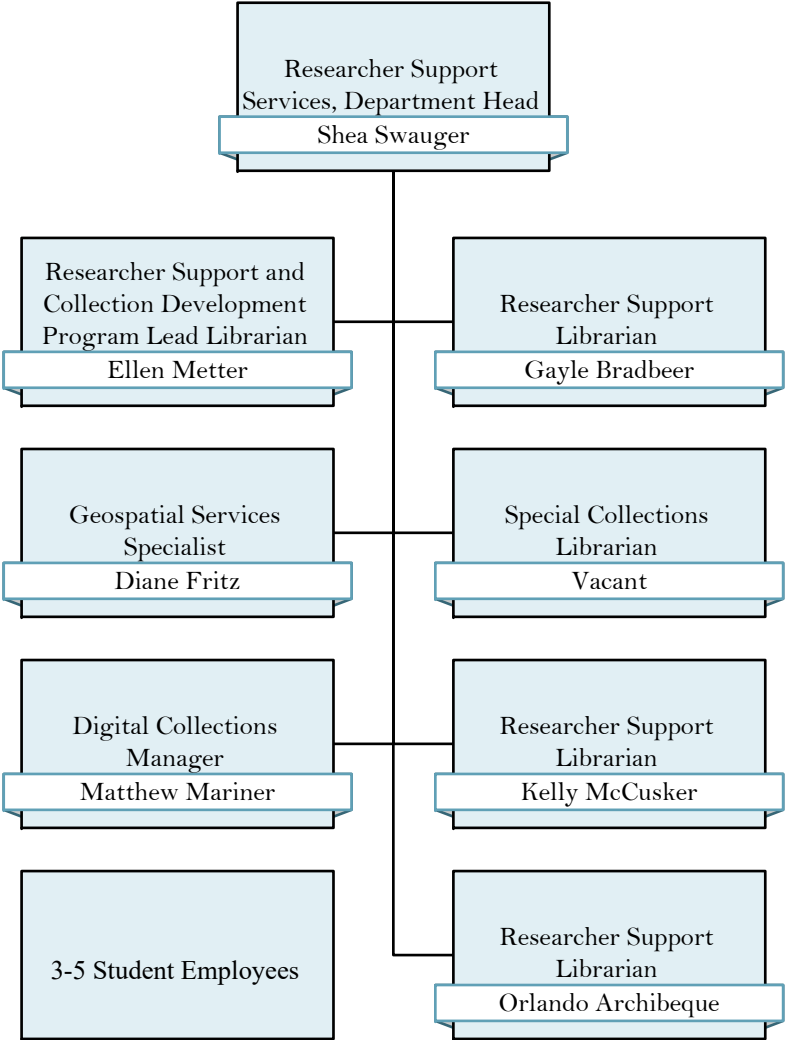 Researcher Support
Services, Department Head
Shea Swauger
Researcher Support and
Collection Development
Program Lead Librarian
Ellen Metter
Researcher Support
Librarian
Gayle Bradbeer
Geospatial Services
Specialist
Diane Fritz
Special Collections
Librarian
Vacant
Digital Collections
Manager
Matthew Mariner
Researcher Support
Librarian
Kelly McCusker
3-5 Student Employees
Researcher Support
Librarian
Orlando Archibeque